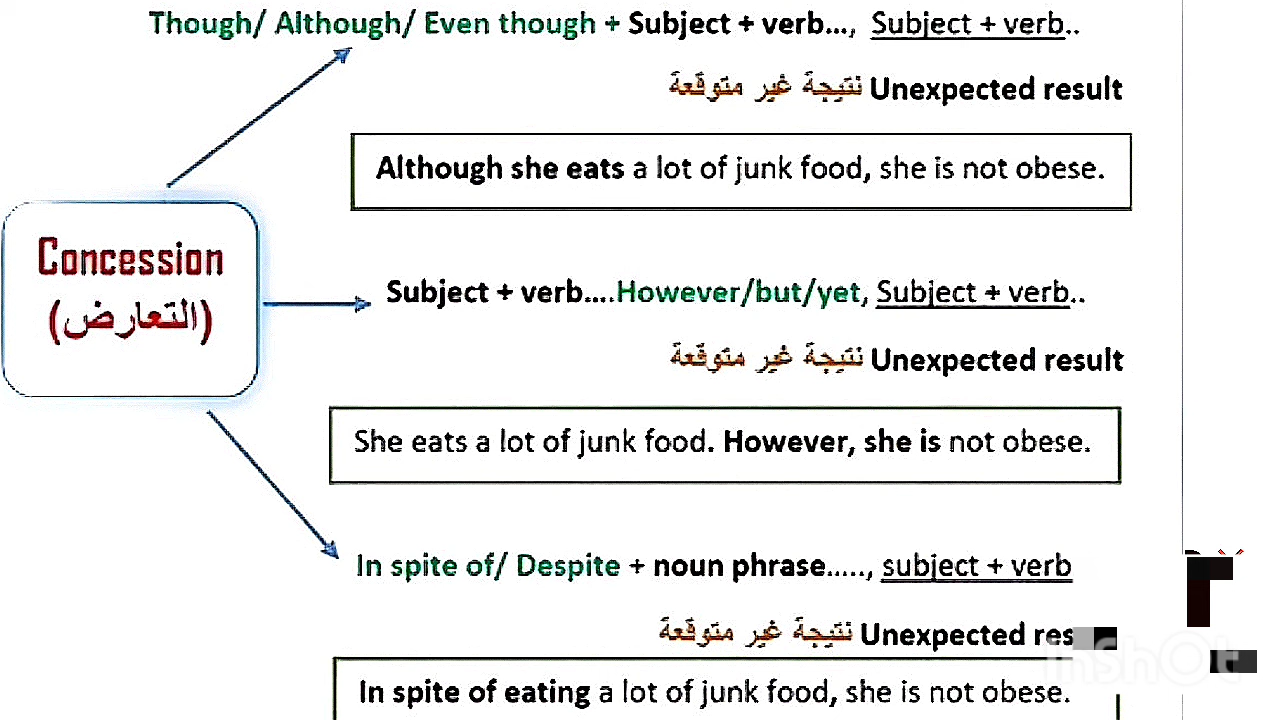 Though/ Although/ Even though + Subject + verb..., Subject + verb..
نتيجة غير متوقعة Unexpected result
Although she eats a lot of junk food, she is not obese.
Concession
(التعارض)
Subject + verb....However/but/yet, Subject + verb..
نتيجة غير متوقعة Unexpected result
She eats a lot of junk food. However, she is not obese.
In spite of/ Despite + noun phrase....., subject + verb
نتيجة غير متوقعة Unexpected res
In spite of eating a lot of junk food, she is not obese.
InShOt